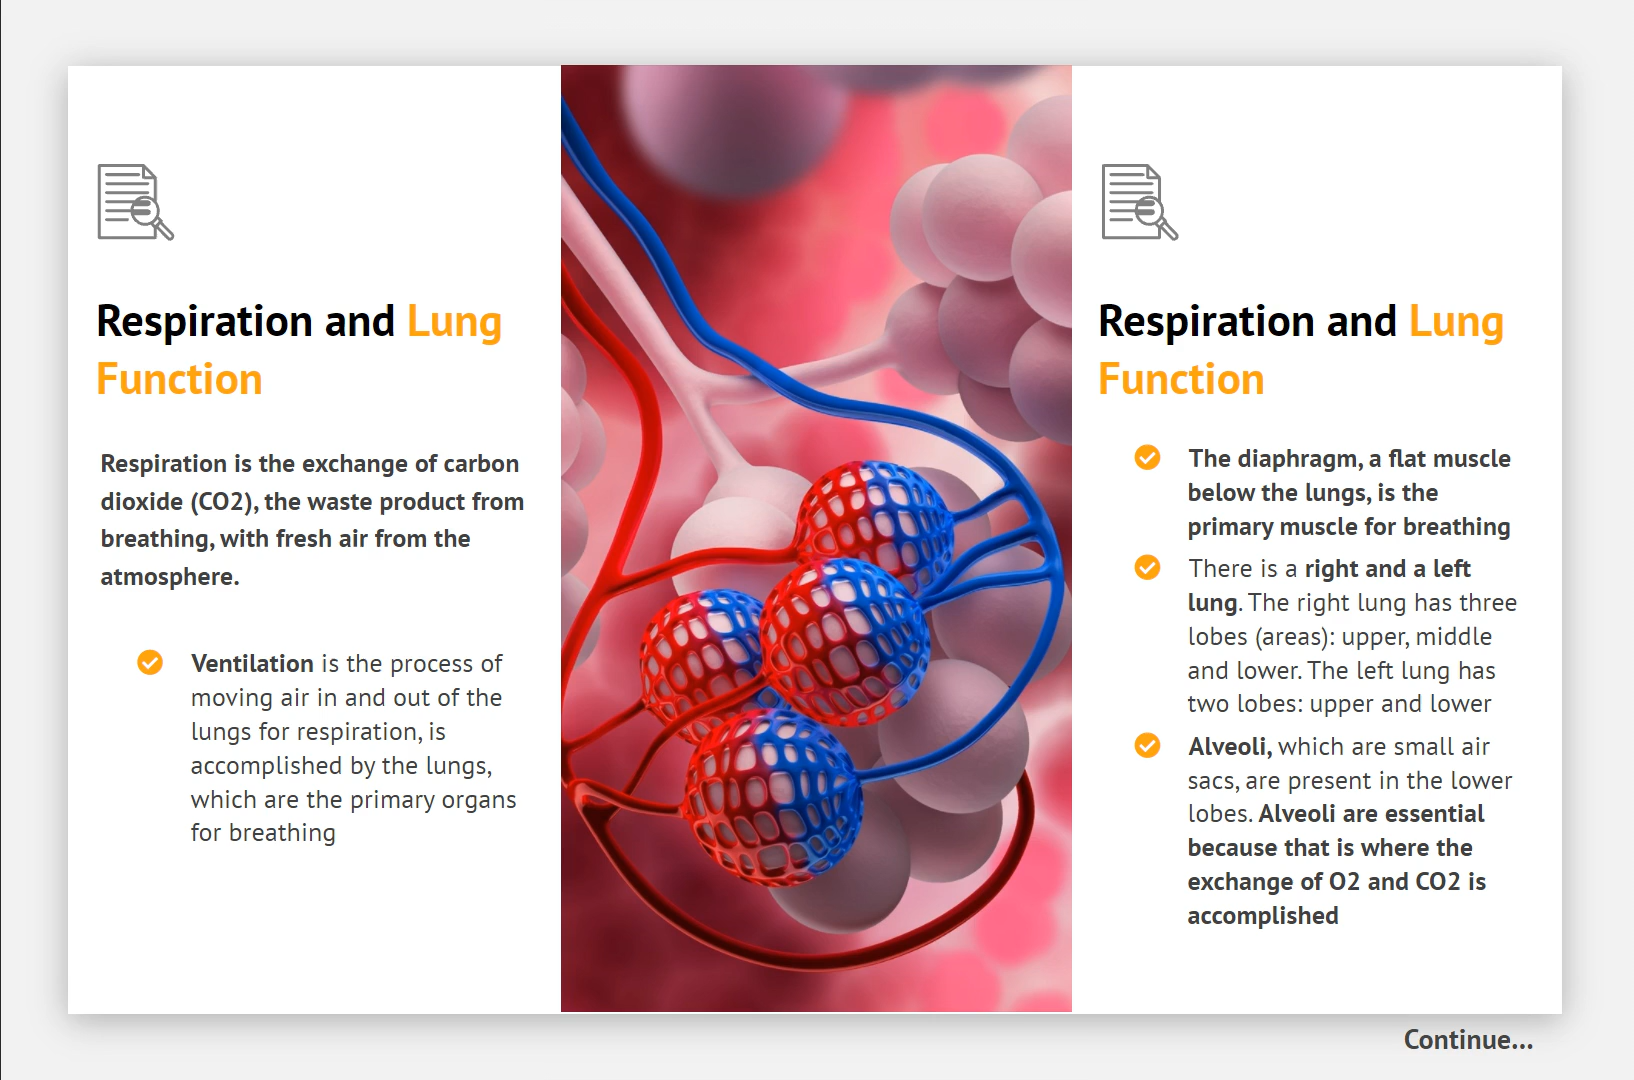 Respiration and Lung
Function
Respiration is the exchange of carbon
dioxide (CO2), the waste product from
breathing, with fresh air from the
atmosphere.
Ventilation is the process of
moving air in and out of the
lungs for respiration, is
accomplished by the lungs,
which are the primary organs
for breathing
Respiration and Lung
Function
The diaphragm, a flat muscle
below the lungs, is the
primary muscle for breathing
There is a right and a left
lung. The right lung has three
lobes (areas): upper, middle
and lower. The left lung has
two lobes: upper and lower
Alveoli, which are small air
sacs, are present in the lower
lobes. Alveoli are essential
because that is where the
exchange of O2 and CO2 is
accomplished
Continue...